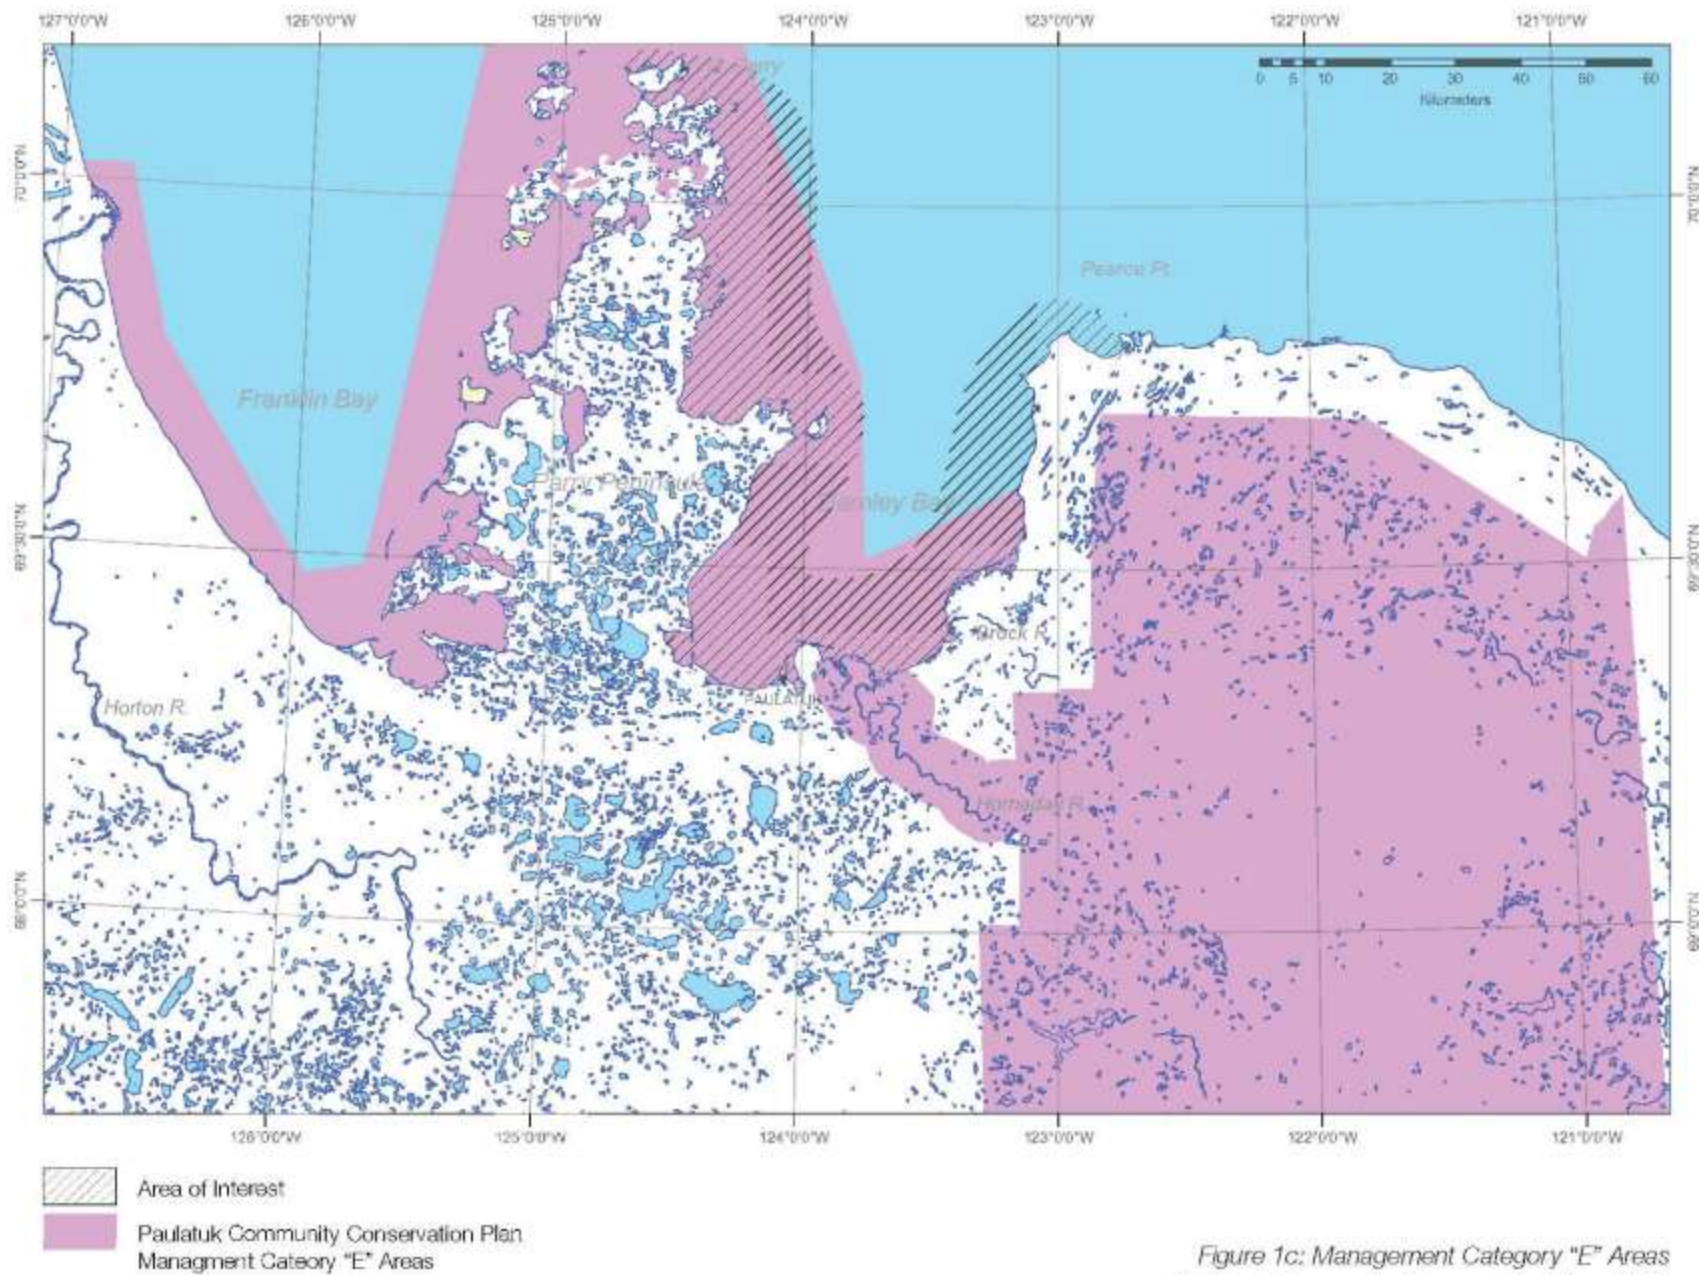 127°0'0"W 126°0'0"W 125°0'0"W 124°0'0"W 123°0'0"W 122°0'0"W 121°0'0"W
0 5 10 20 30 40 50 60
Kilometers
70°0'0"N 70°0'0"N
Pearce Pt.
Franklin Bay
Parry Peninsula
Darnley Bay
69°30'0"N 69°30'0"N
Brock R.
PAULATUK
Horton R.
Hornaday R.
69°0'0"N 69°0'0"N
126°0'0"W 125°0'0"W 124°0'0"W 123°0'0"W 122°0'0"W 121°0'0"W
Area of Interest
Paulatuk Community Conservation Plan
Managment Cateory "E" Areas
Figure 1c: Management Category "E" Areas